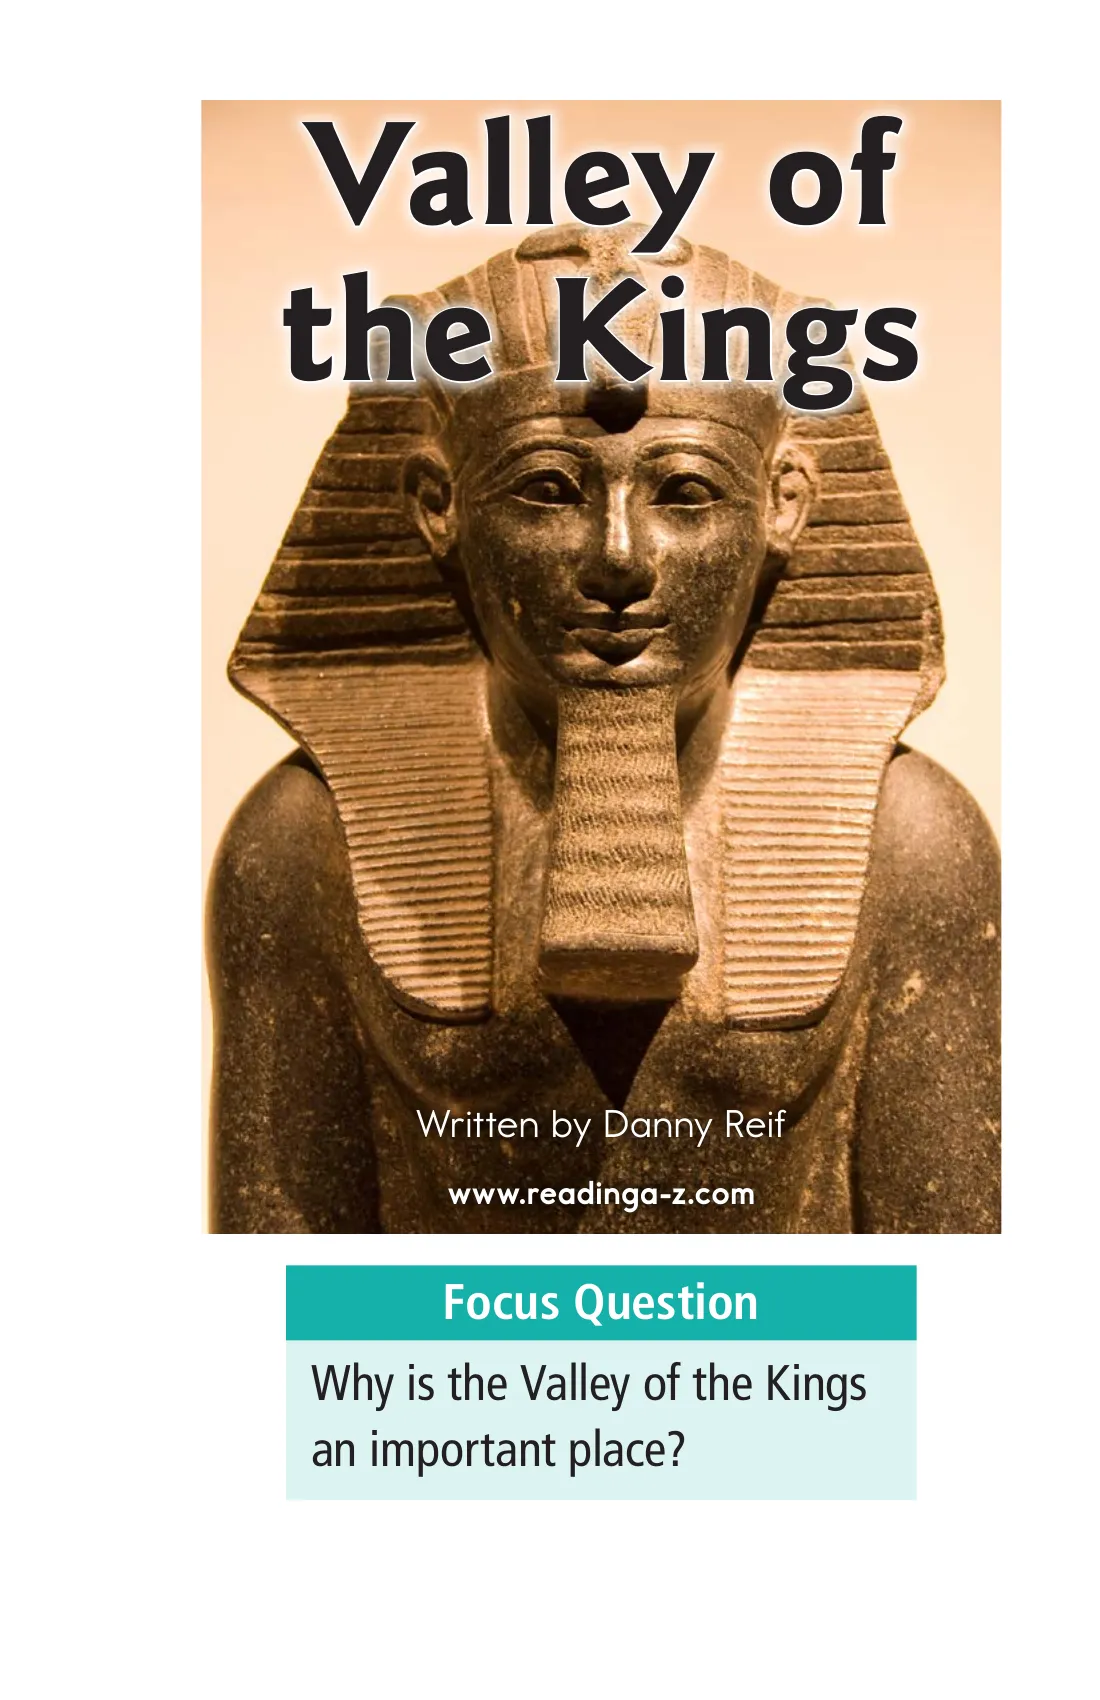 Valley of
the Kings
Written by Danny Reif
www.readinga-z.com
Focus Question
Why is the Valley of the Kings
an important place?